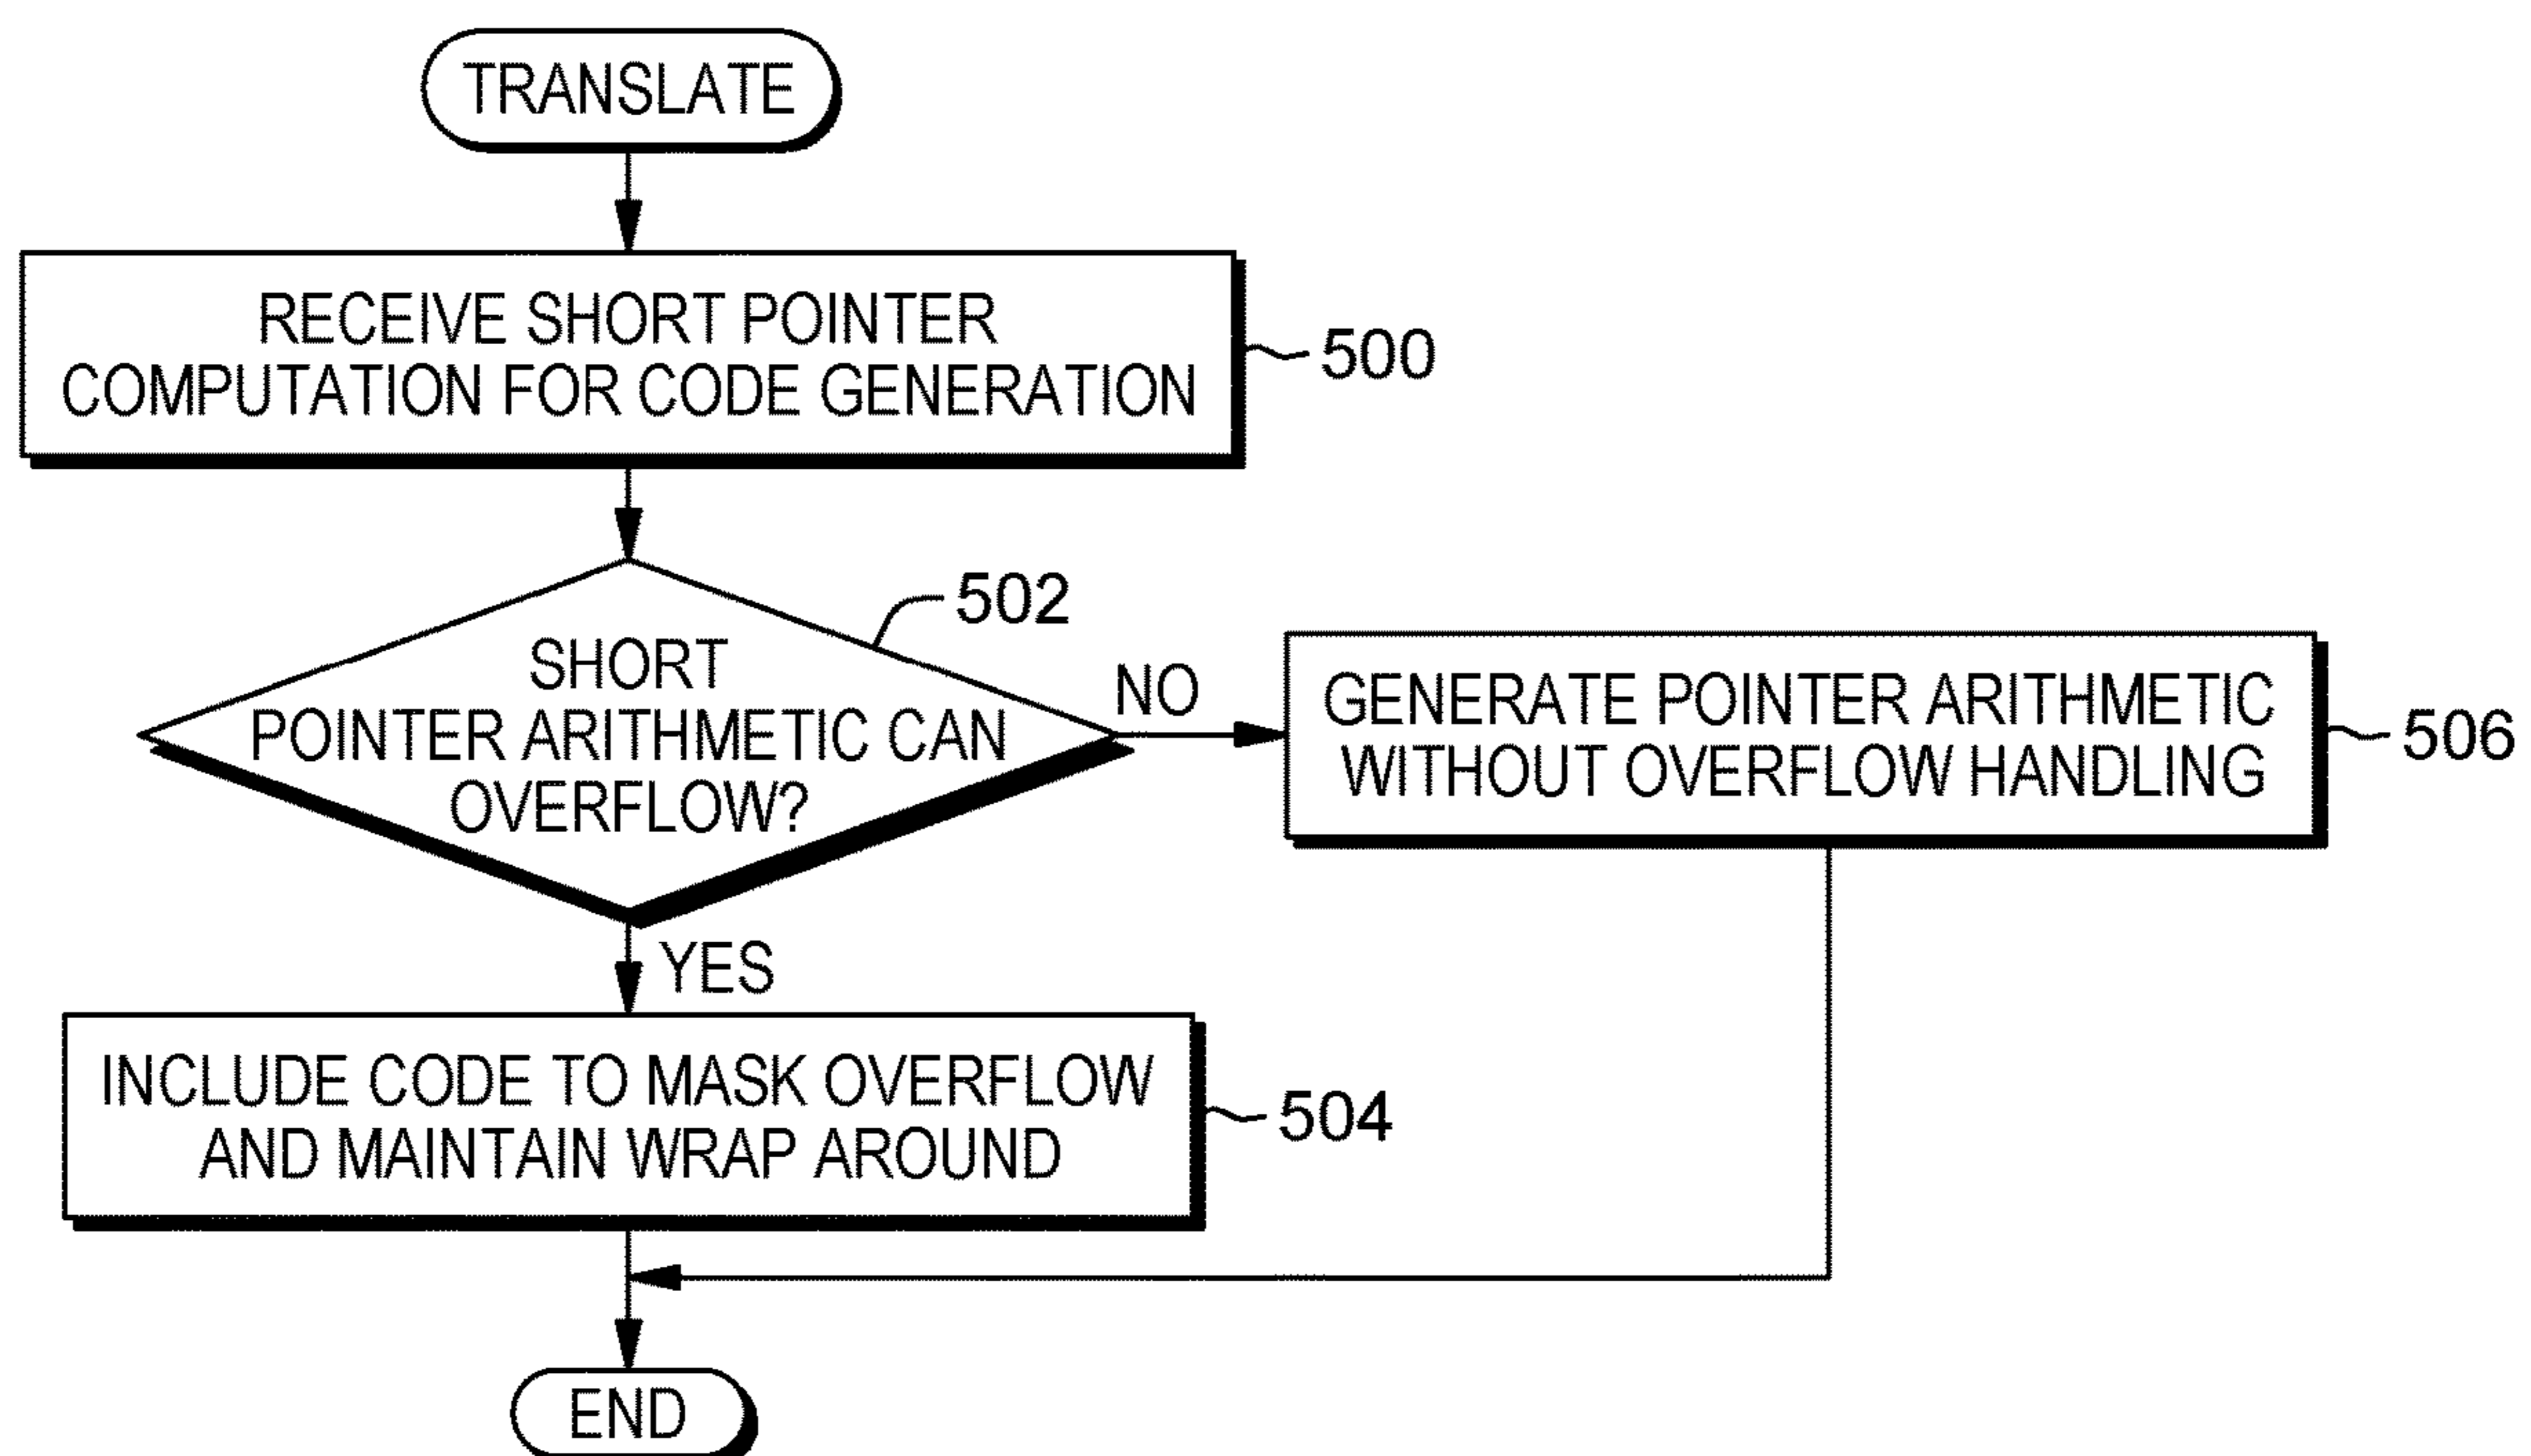 TRANSLATE
RECEIVE SHORT POINTER
COMPUTATION FOR CODE GENERATION
500
502
SHORT
POINTER ARITHMETIC CAN
OVERFLOW?
NO
GENERATE POINTER ARITHMETIC
WITHOUT OVERFLOW HANDLING
506
YES
INCLUDE CODE TO MASK OVERFLOW
AND MAINTAIN WRAP AROUND
504
END